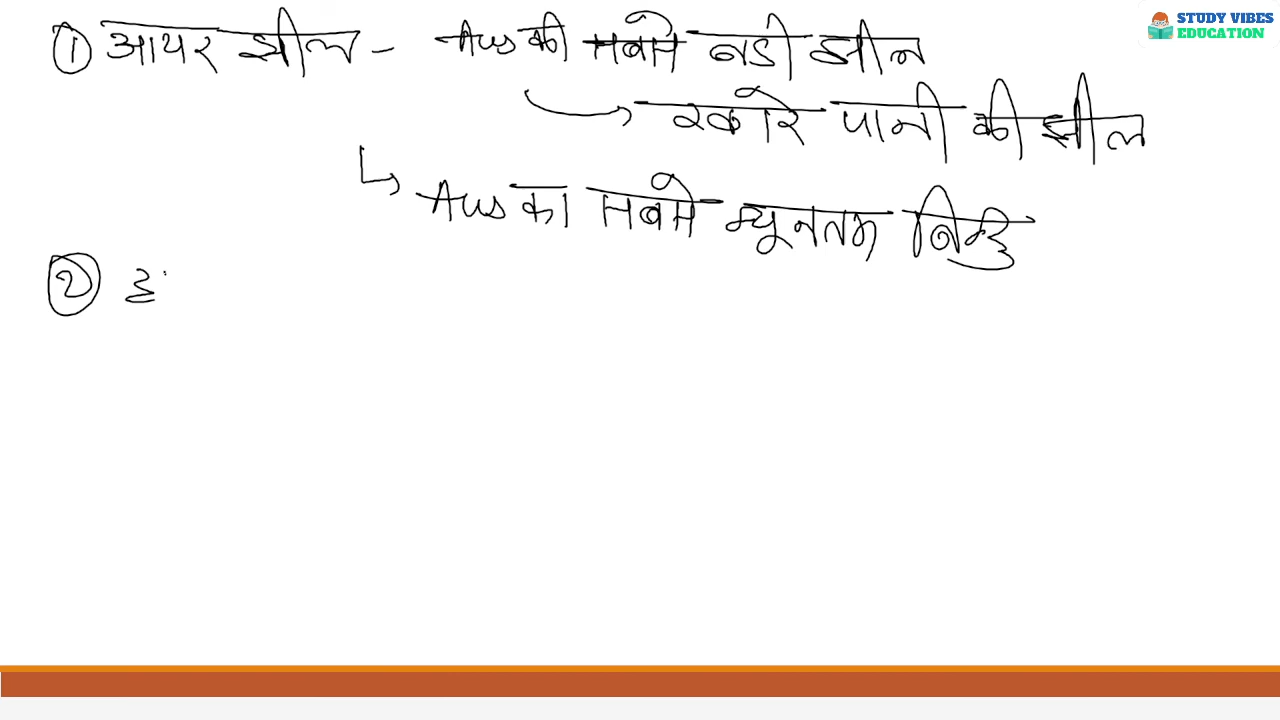 STUDY VIBES
EDUCATION
① आयर झील - Aus की सबसे बडी झील
खारे पानी की झील
Aus का सबसे न्यूनतम बिन्दु
②